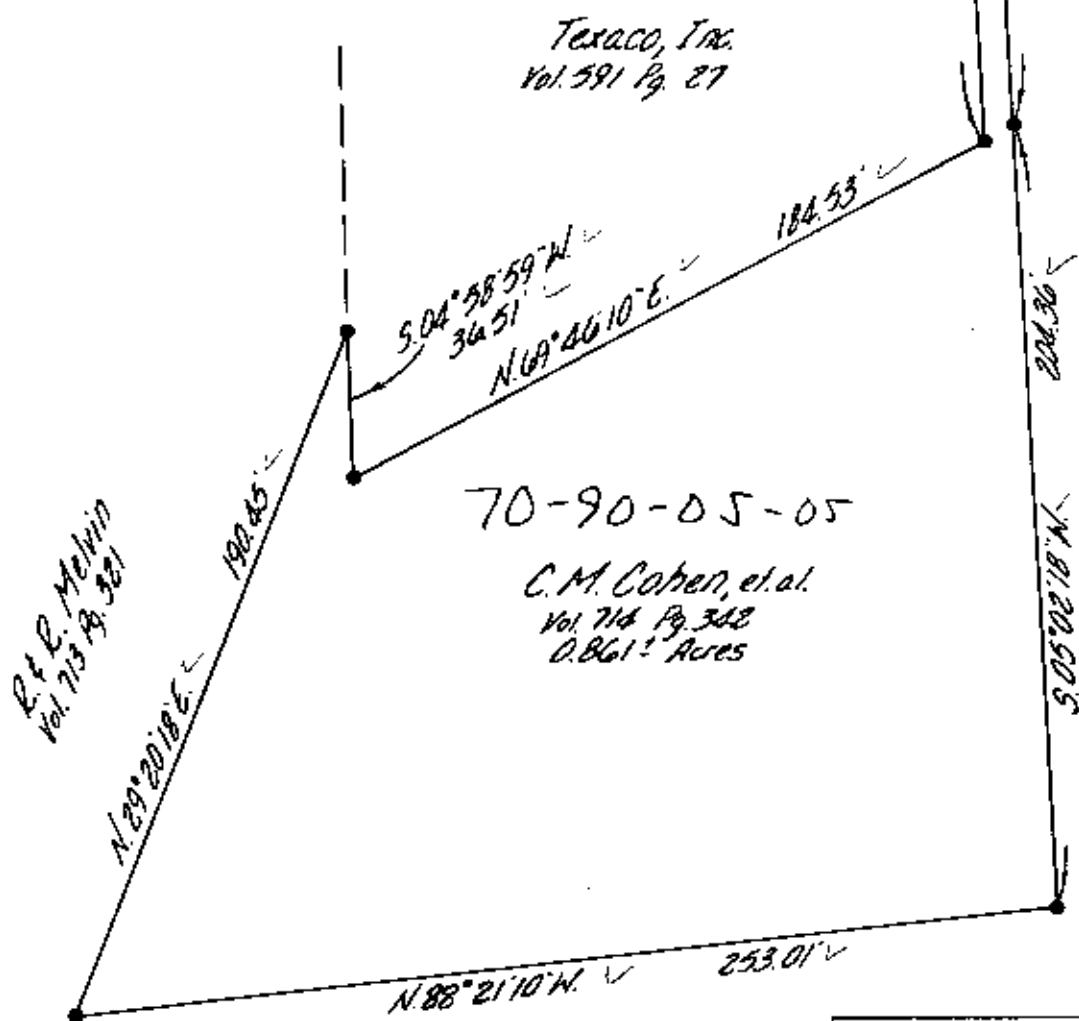 Texaco, Inc.
Vol. 591 Pg. 27
184.53'
S.04°58'59"W.
36.51'
N.69°46'10"E.
204.36'
S.05°02'18"W.
190.45'
N.29°20'18"E.
R. & R. Melvin
Vol. 713 Pg. 321
70-90-05-05
C.M. Cohen, et.al.
Vol. 714 Pg. 342
0.861± Acres
N.88°21'10"W.
253.01'